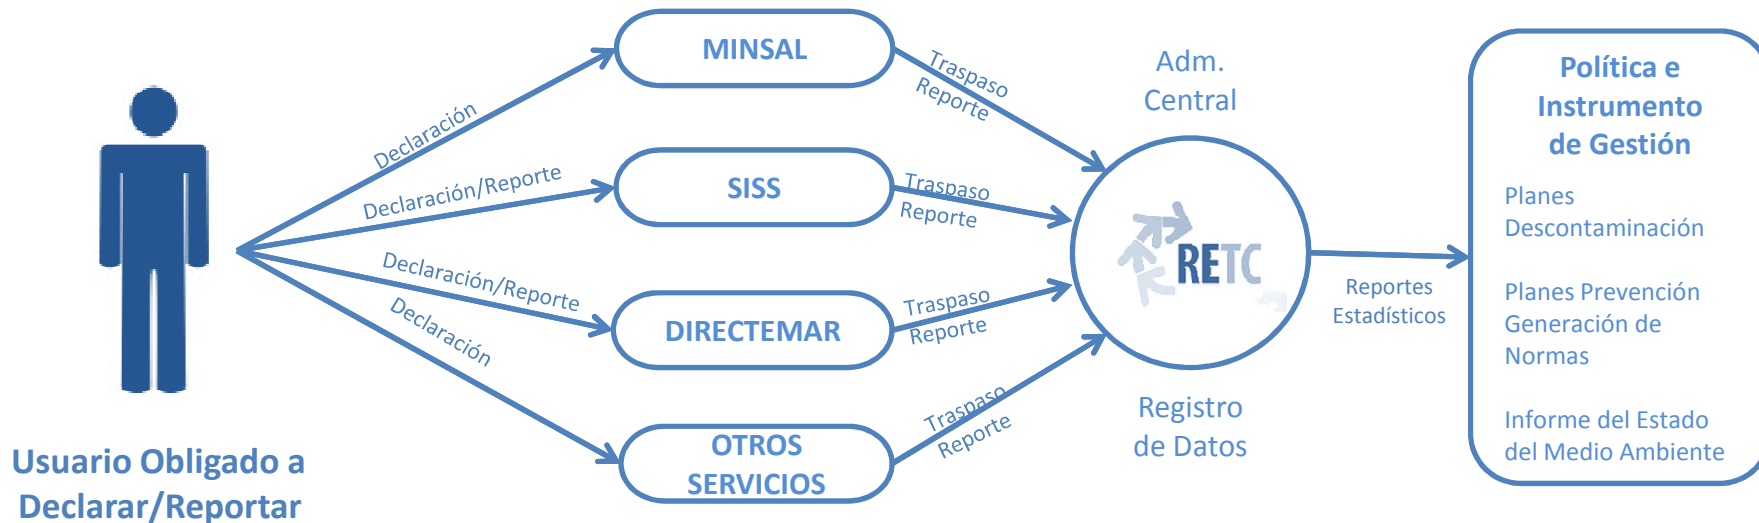 Usuario Obligado a
Declarar/Reportar
Declaración
Declaración/Reporte
Declaración/Reporte
Declaración
MINSAL
SISS
DIRECTEMAR
OTROS
SERVICIOS
Traspaso
Reporte
Traspaso
Reporte
Traspaso
Reporte
Traspaso
Reporte
Adm.
Central
RETC
Registro
de Datos
Reportes
Estadísticos
Política e
Instrumento
de Gestión
Planes
Descontaminación
Planes Prevención
Generación de
Normas
Informe del Estado
del Medio Ambiente